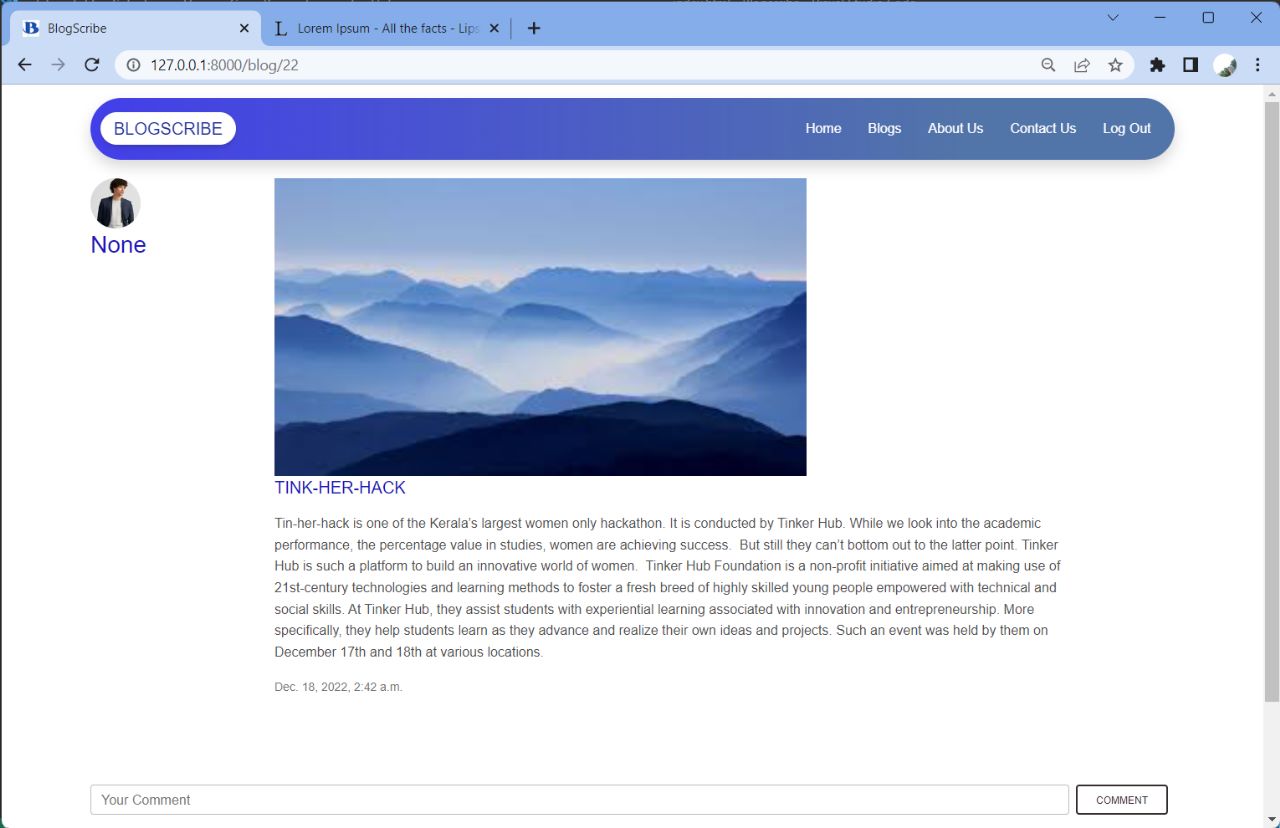 BlogScribe
Lorem Ipsum - All the facts - Lips
127.0.0.1:8000/blog/22
BLOGSCRIBE
Home Blogs About Us Contact Us Log Out
None
TINK-HER-HACK
Tin-her-hack is one of the Kerala’s largest women only hackathon. It is conducted by Tinker Hub. While we look into the academic
performance, the percentage value in studies, women are achieving success.  But still they can’t bottom out to the latter point. Tinker
Hub is such a platform to build an innovative world of women.  Tinker Hub Foundation is a non-profit initiative aimed at making use of
21st-century technologies and learning methods to foster a fresh breed of highly skilled young people empowered with technical and
social skills. At Tinker Hub, they assist students with experiential learning associated with innovation and entrepreneurship. More
specifically, they help students learn as they advance and realize their own ideas and projects. Such an event was held by them on
December 17th and 18th at various locations.
Dec. 18, 2022, 2:42 a.m.
Your Comment
COMMENT